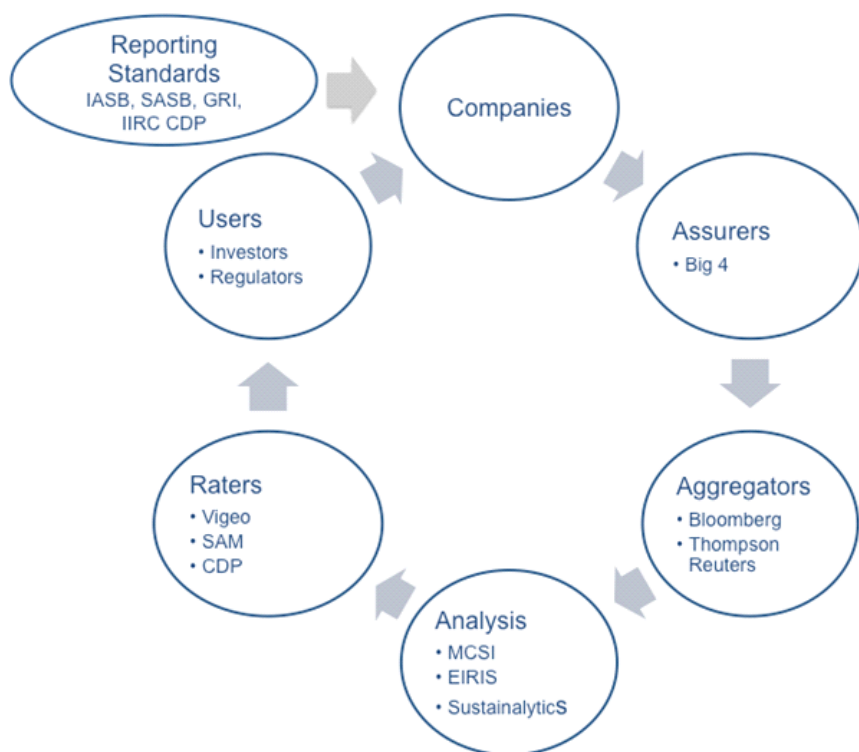 Reporting
Standards
IASB, SASB, GRI,
IIRC CDP
Companies
Assurers
• Big 4
Aggregators
• Bloomberg
• Thompson
Reuters
Analysis
• MCSI
• EIRIS
• SustainalyticS
Raters
• Vigeo
• SAM
• CDP
Users
• Investors
• Regulators